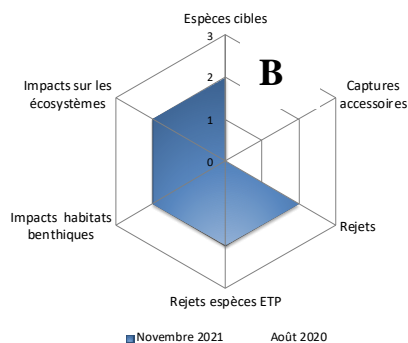 Espèces cibles
3
B
2
1
0
Impacts sur les
écosystèmes
Captures
accessoires
Impacts habitats
benthiques
Rejets
Rejets espèces ETP
Novembre 2021 Août 2020